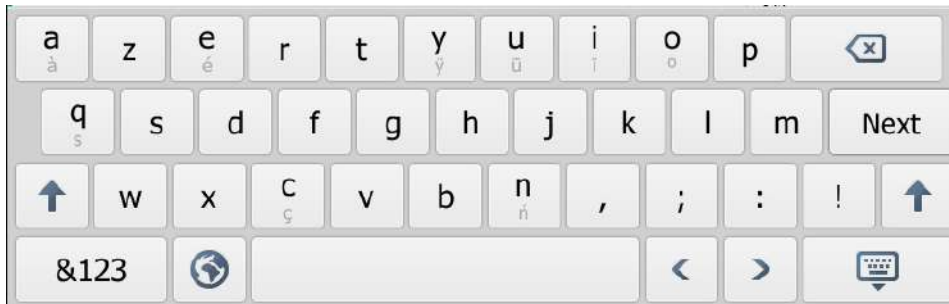 a z e r t y u i o p
à é ÿ ū ī o
q s d f g h j k l m Next
s
w x c v b n , ; : !
ç ń
&123 < >